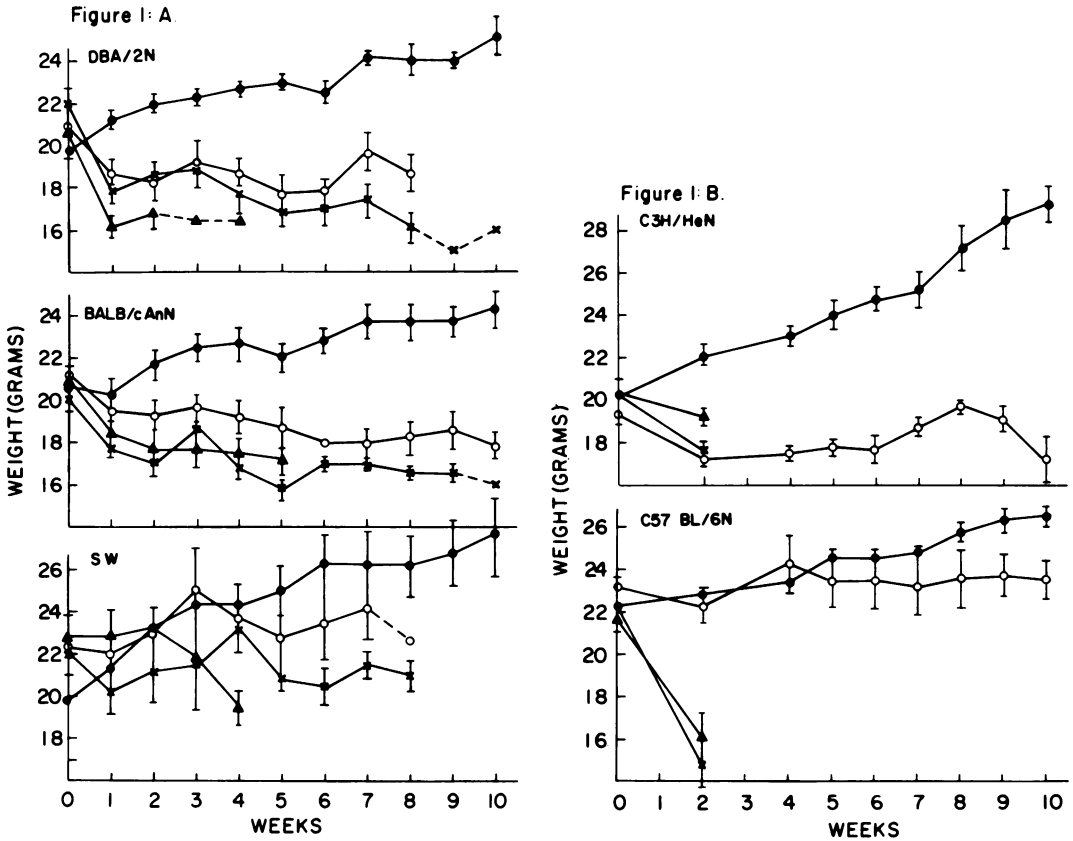 Figure 1: A.
DBA/2N
24
22
20
18
16
BALB/cAnN
24
22
20
18
16
WEIGHT (GRAMS)
SW
26
24
22
20
18
0 1 2 3 4 5 6 7 8 9 10
WEEKS
Figure 1: B.
C3H/HeN
28
26
24
22
20
18
WEIGHT (GRAMS)
C57 BL/6N
26
24
22
20
18
16
0 1 2 3 4 5 6 7 8 9 10
WEEKS